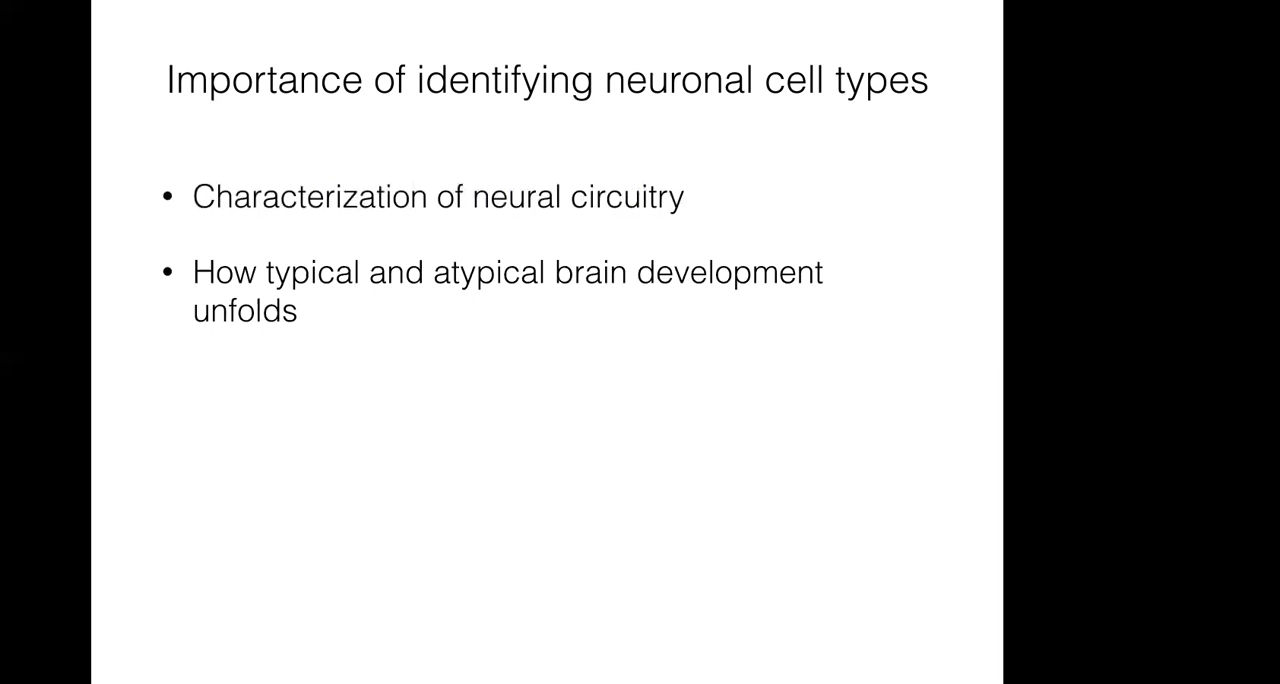 Importance of identifying neuronal cell types
• Characterization of neural circuitry
• How typical and atypical brain development
unfolds